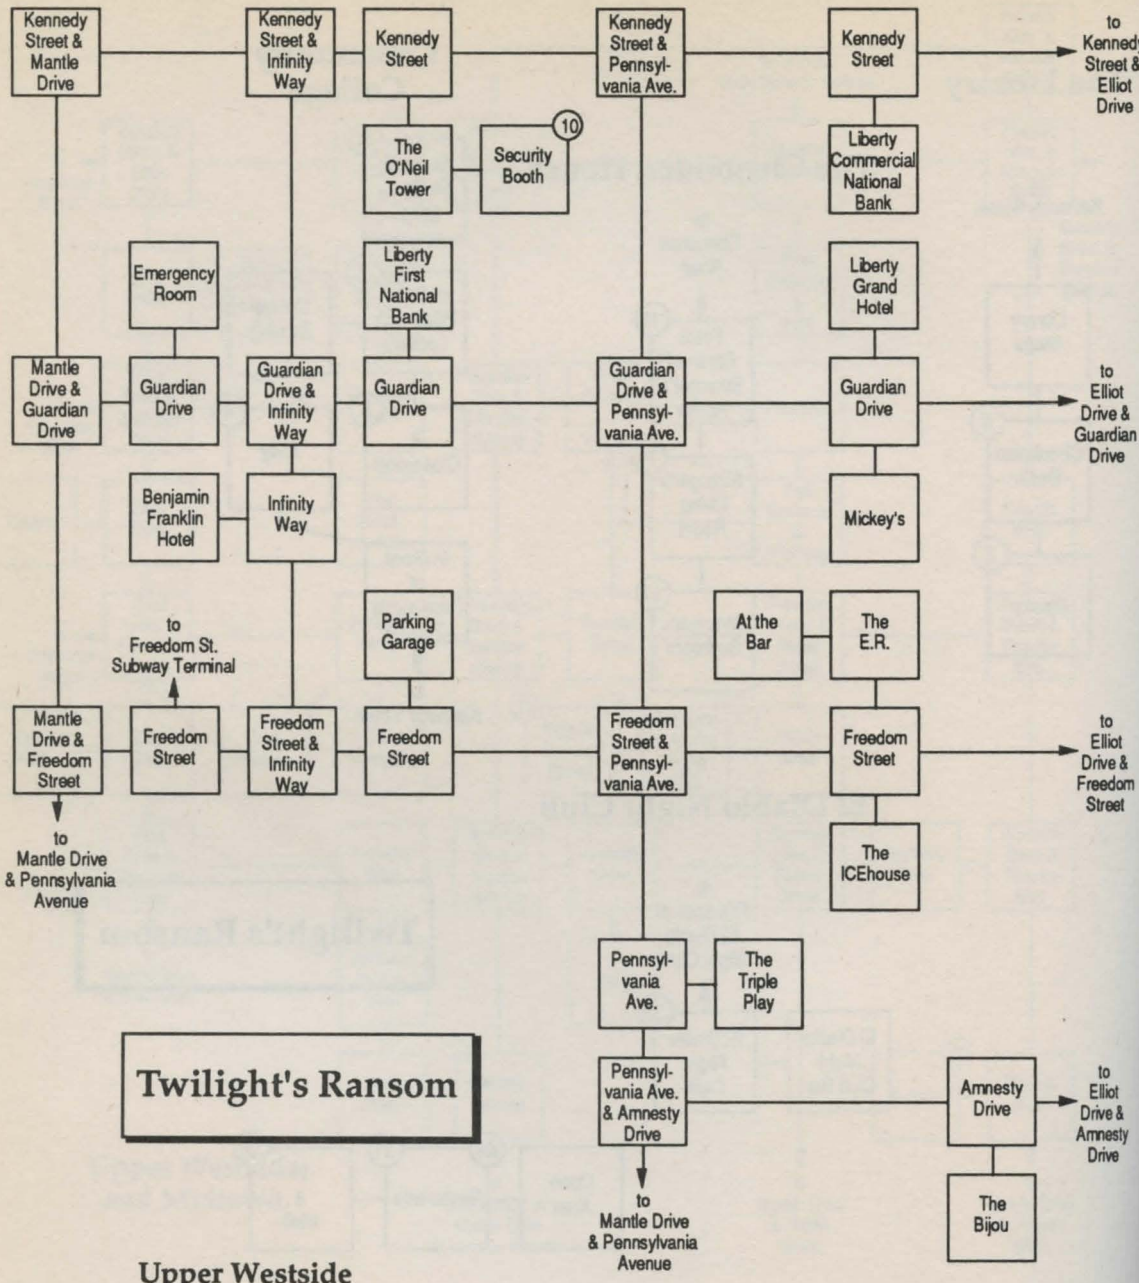 Kennedy
Street &
Mantle
Drive
Kennedy
Street &
Infinity
Way
Kennedy
Street
Kennedy
Street &
Pennsyl-
vania Ave.
Kennedy
Street
to
Kennedy
Street &
Elliot
Drive
The
O'Neil
Tower
10
Security
Booth
Liberty
Commercial
National
Bank
Emergency
Room
Liberty
First
National
Bank
Liberty
Grand
Hotel
Mantle
Drive &
Guardian
Drive
Guardian
Drive
Guardian
Drive &
Infinity
Way
Guardian
Drive
Guardian
Drive &
Pennsyl-
vania Ave.
Guardian
Drive
to
Elliot
Drive &
Guardian
Drive
Benjamin
Franklin
Hotel
Infinity
Way
Mickey's
to
Freedom St.
Subway Terminal
Parking
Garage
At the
Bar
The
E.R.
Mantle
Drive &
Freedom
Street
Freedom
Street
Freedom
Street &
Infinity
Way
Freedom
Street
Freedom
Street &
Pennsyl-
vania Ave.
Freedom
Street
to
Elliot
Drive &
Freedom
Street
to
Mantle Drive
& Pennsylvania
Avenue
The
ICEhouse
Pennsyl-
vania
Ave.
The
Triple
Play
Twilight's Ransom
Pennsyl-
vania Ave.
& Amnesty
Drive
Amnesty
Drive
to
Elliot
Drive &
Amnesty
Drive
to
Mantle Drive
& Pennsylvania
Avenue
The
Bijou
Upper Westside